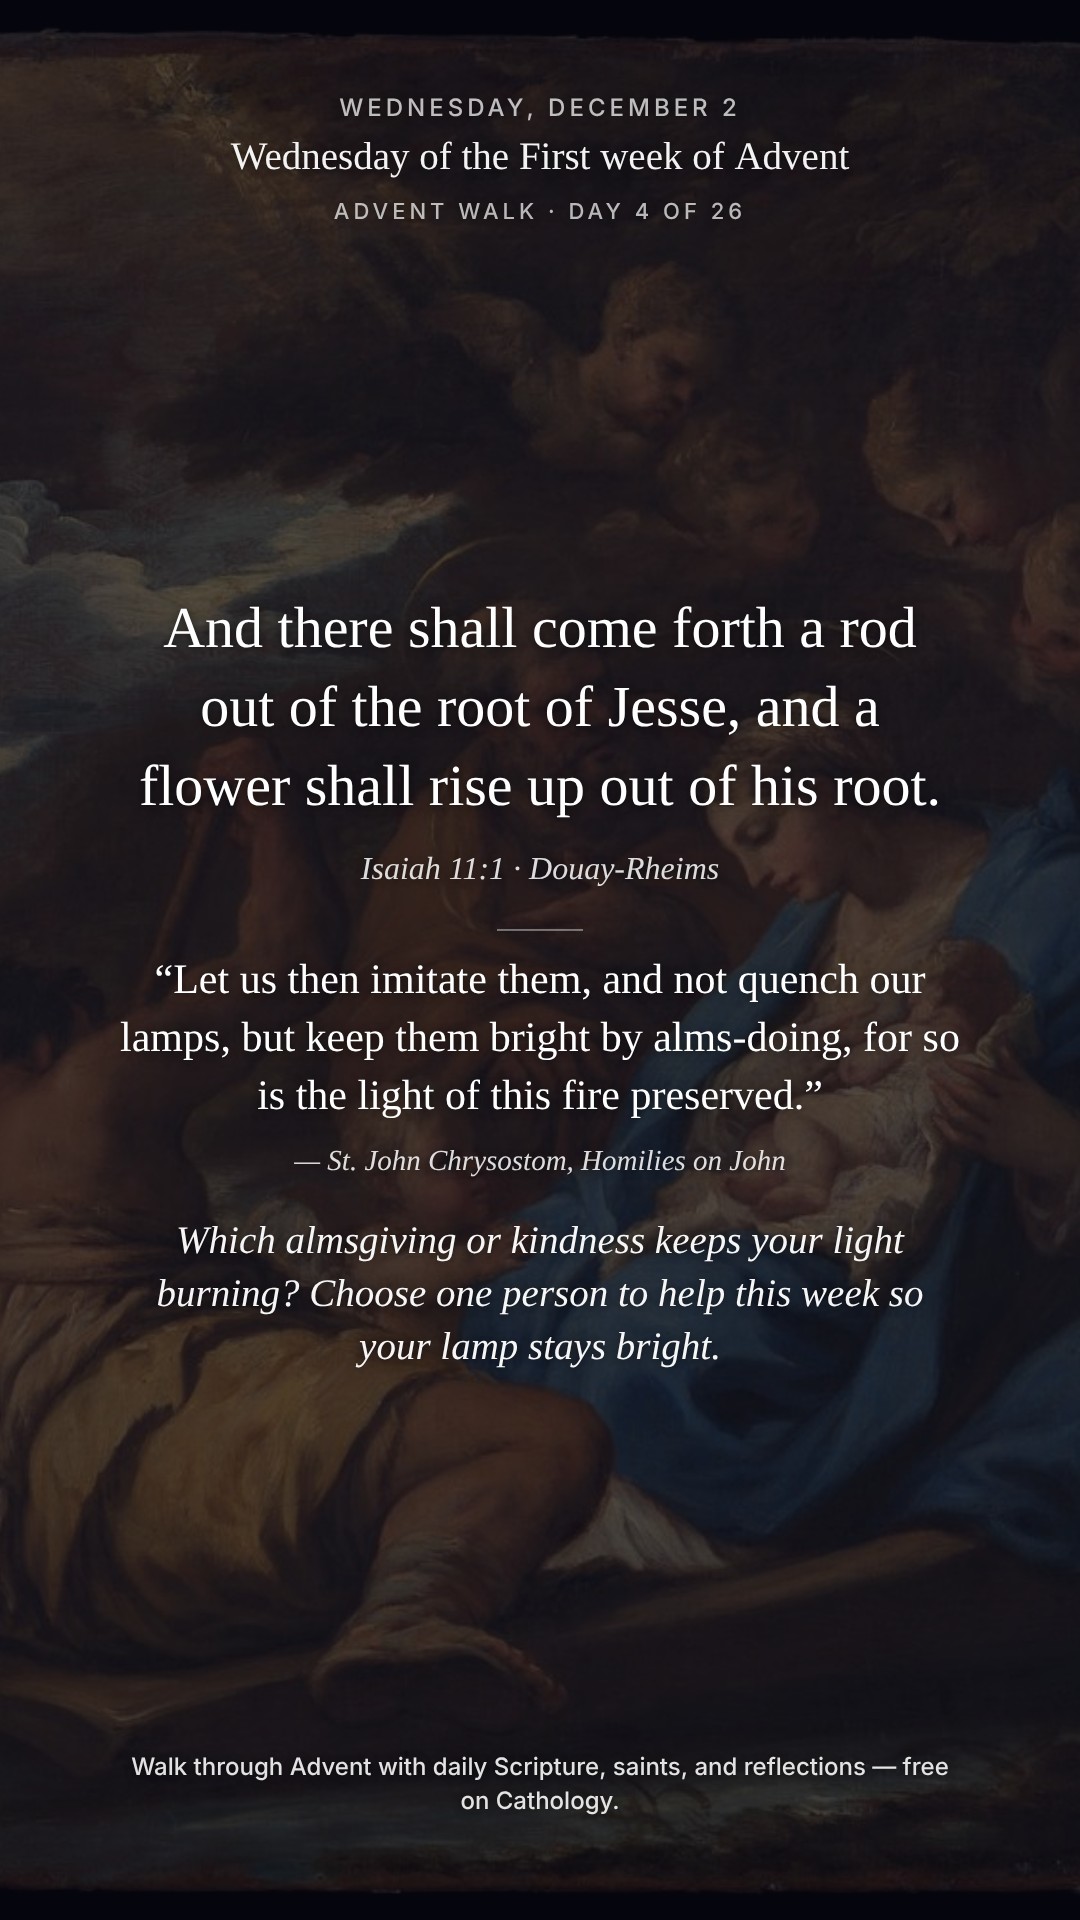 WEDNESDAY, DECEMBER 2
Wednesday of the First week of Advent
ADVENT WALK · DAY 4 OF 26
And there shall come forth a rod
out of the root of Jesse, and a
flower shall rise up out of his root.
Isaiah 11:1 · Douay-Rheims
“Let us then imitate them, and not quench our
lamps, but keep them bright by alms-doing, for so
is the light of this fire preserved.”
— St. John Chrysostom, Homilies on John
Which almsgiving or kindness keeps your light
burning? Choose one person to help this week so
your lamp stays bright.
Walk through Advent with daily Scripture, saints, and reflections — free
on Cathology.